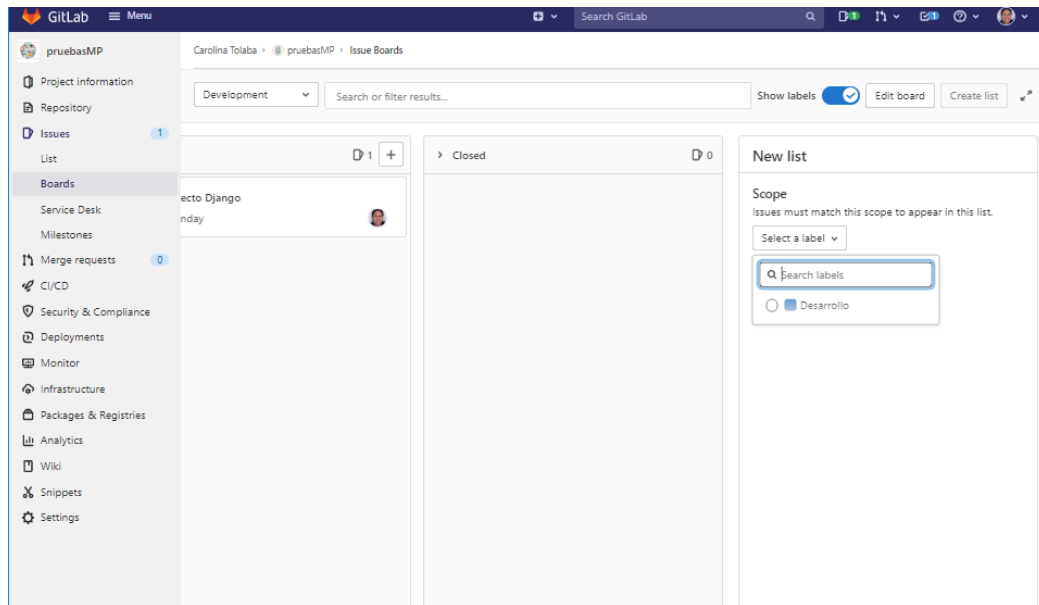 GitLab Menu Search GitLab 1 1
pruebasMP
Carolina Tolaba › pruebasMP › Issue Boards
Project information
Repository
Issues 1
List
Boards
Service Desk
Milestones
Merge requests 0
CI/CD
Security & Compliance
Deployments
Monitor
Infrastructure
Packages & Registries
Analytics
Wiki
Snippets
Settings
Development Search or filter results... Show labels Edit board Create list
1 +
ecto Django
nday
Closed 0
New list
Scope
Issues must match this scope to appear in this list.
Select a label
Search labels
Desarrollo